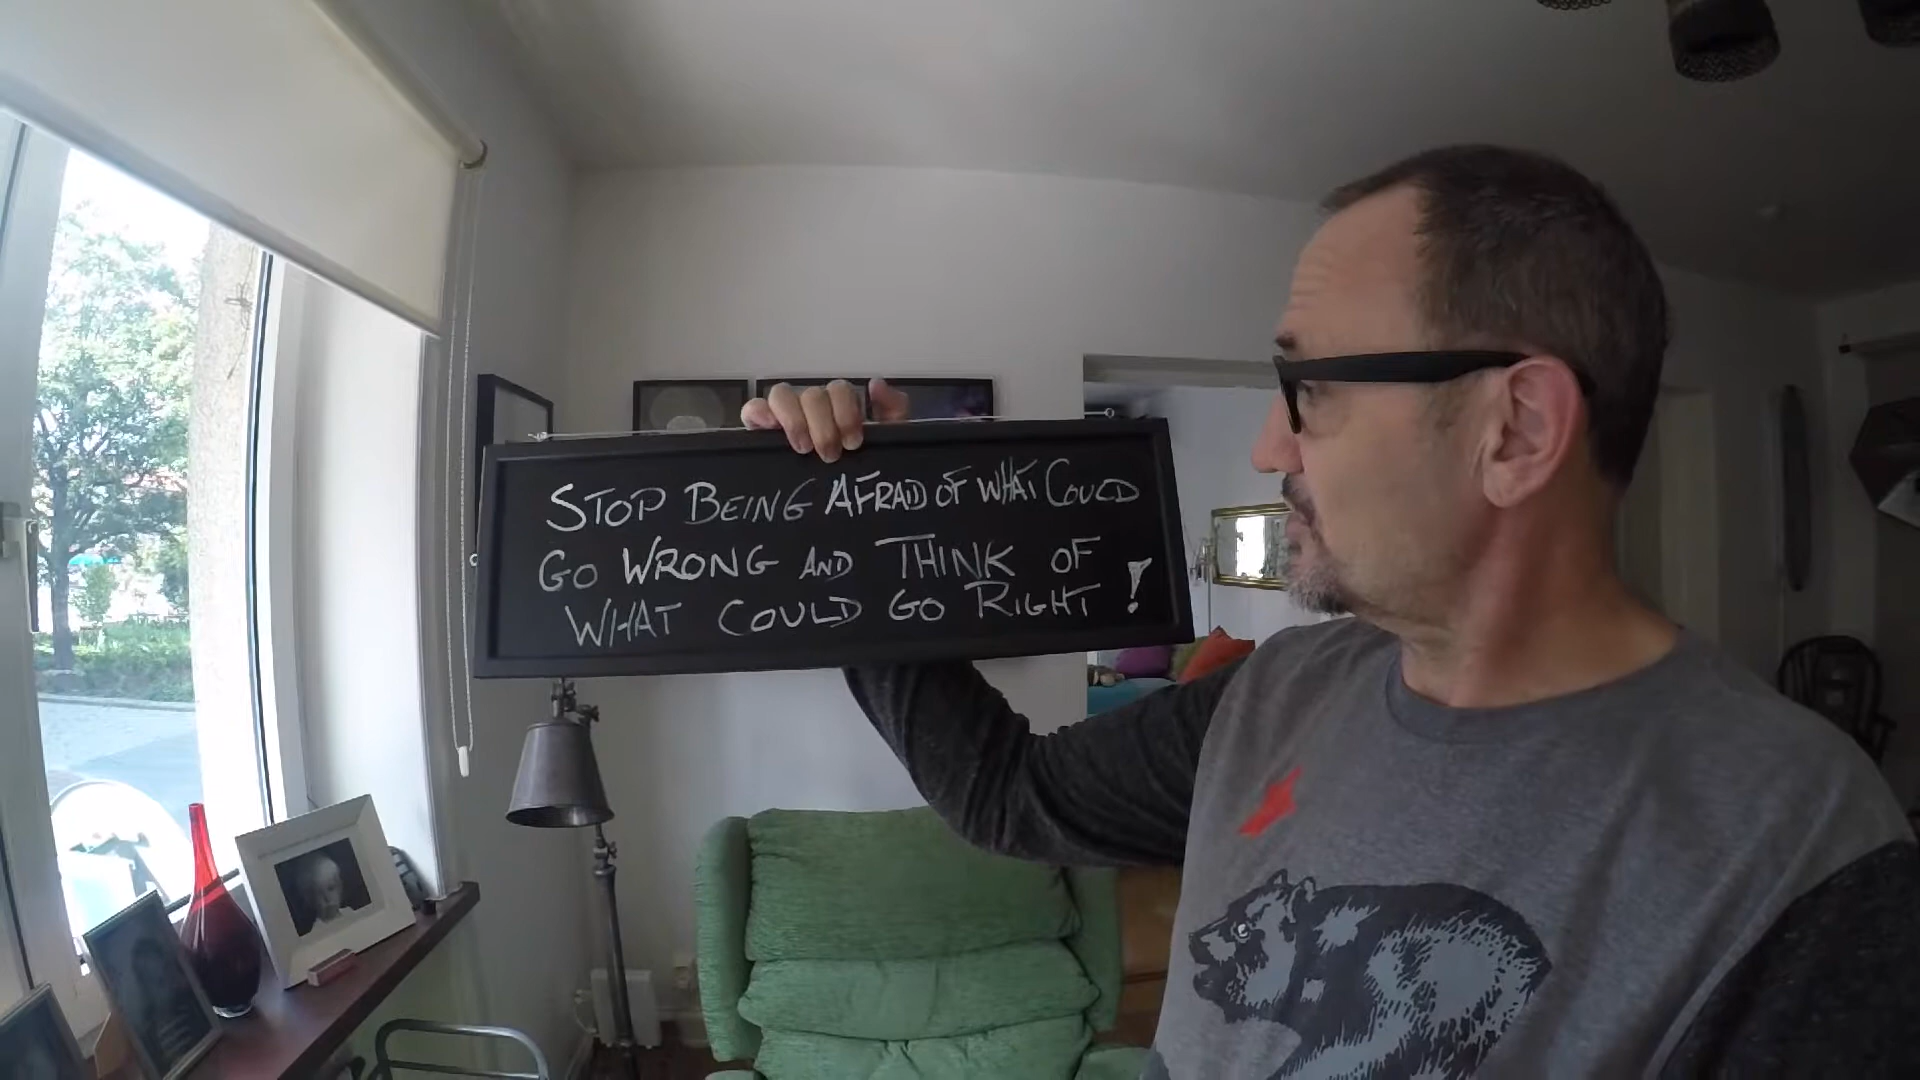 STOP BEING AFRAID OF WHAT COULD
GO WRONG AND THINK OF
WHAT COULD GO RIGHT !